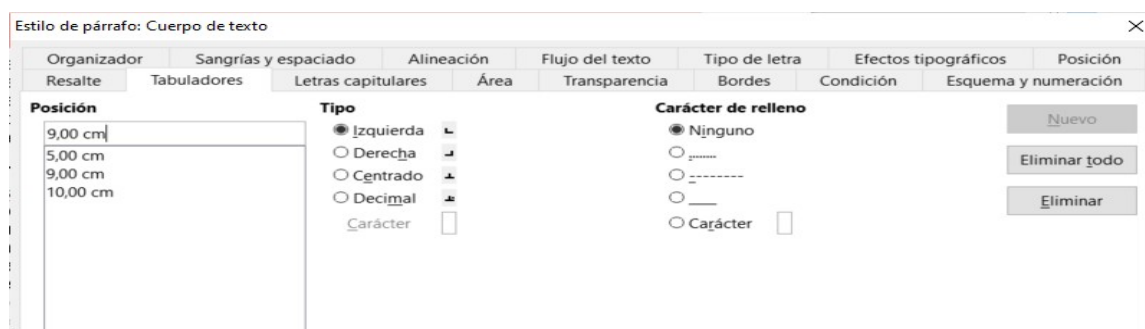 Estilo de párrafo: Cuerpo de texto
Organizador Sangrías y espaciado Alineación Flujo del texto Tipo de letra Efectos tipográficos Posición
Resalte Tabuladores Letras capitulares Área Transparencia Bordes Condición Esquema y numeración
Posición Tipo Carácter de relleno
9,00 cm Izquierda Ninguno Nuevo
5,00 cm Derecha ........
9,00 cm Centrado -------- Eliminar todo
10,00 cm Decimal ____ Eliminar
Carácter Carácter